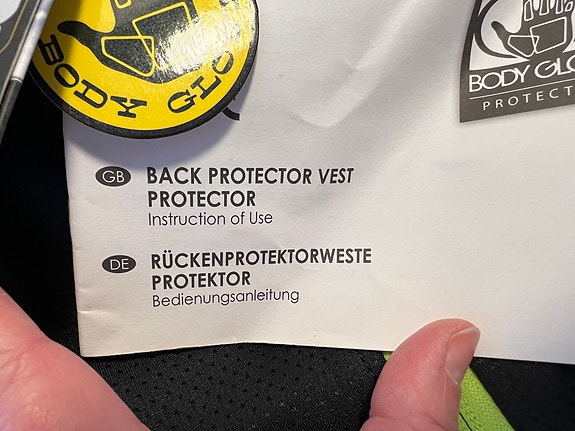 BODY GLO
BODY GLO
PROTECT
GB BACK PROTECTOR VEST
PROTECTOR
Instruction of Use
DE RÜCKENPROTEKTORWESTE
PROTEKTOR
Bedienungsanleitung